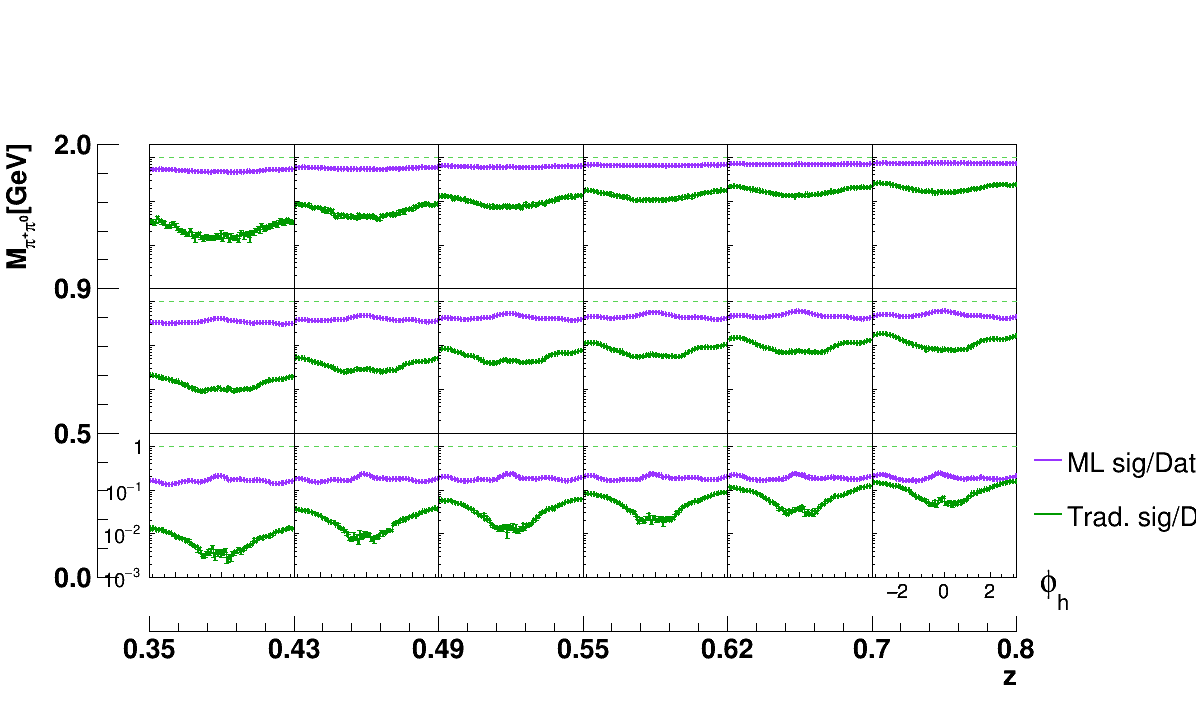 2.0
M_{π⁺π⁰}[GeV]
0.9
0.5
1
10⁻¹
10⁻²
10⁻³
0.0
ML sig/Dat
Trad. sig/D
−2 0 2
ϕ_h
0.35 0.43 0.49 0.55 0.62 0.7 0.8
z